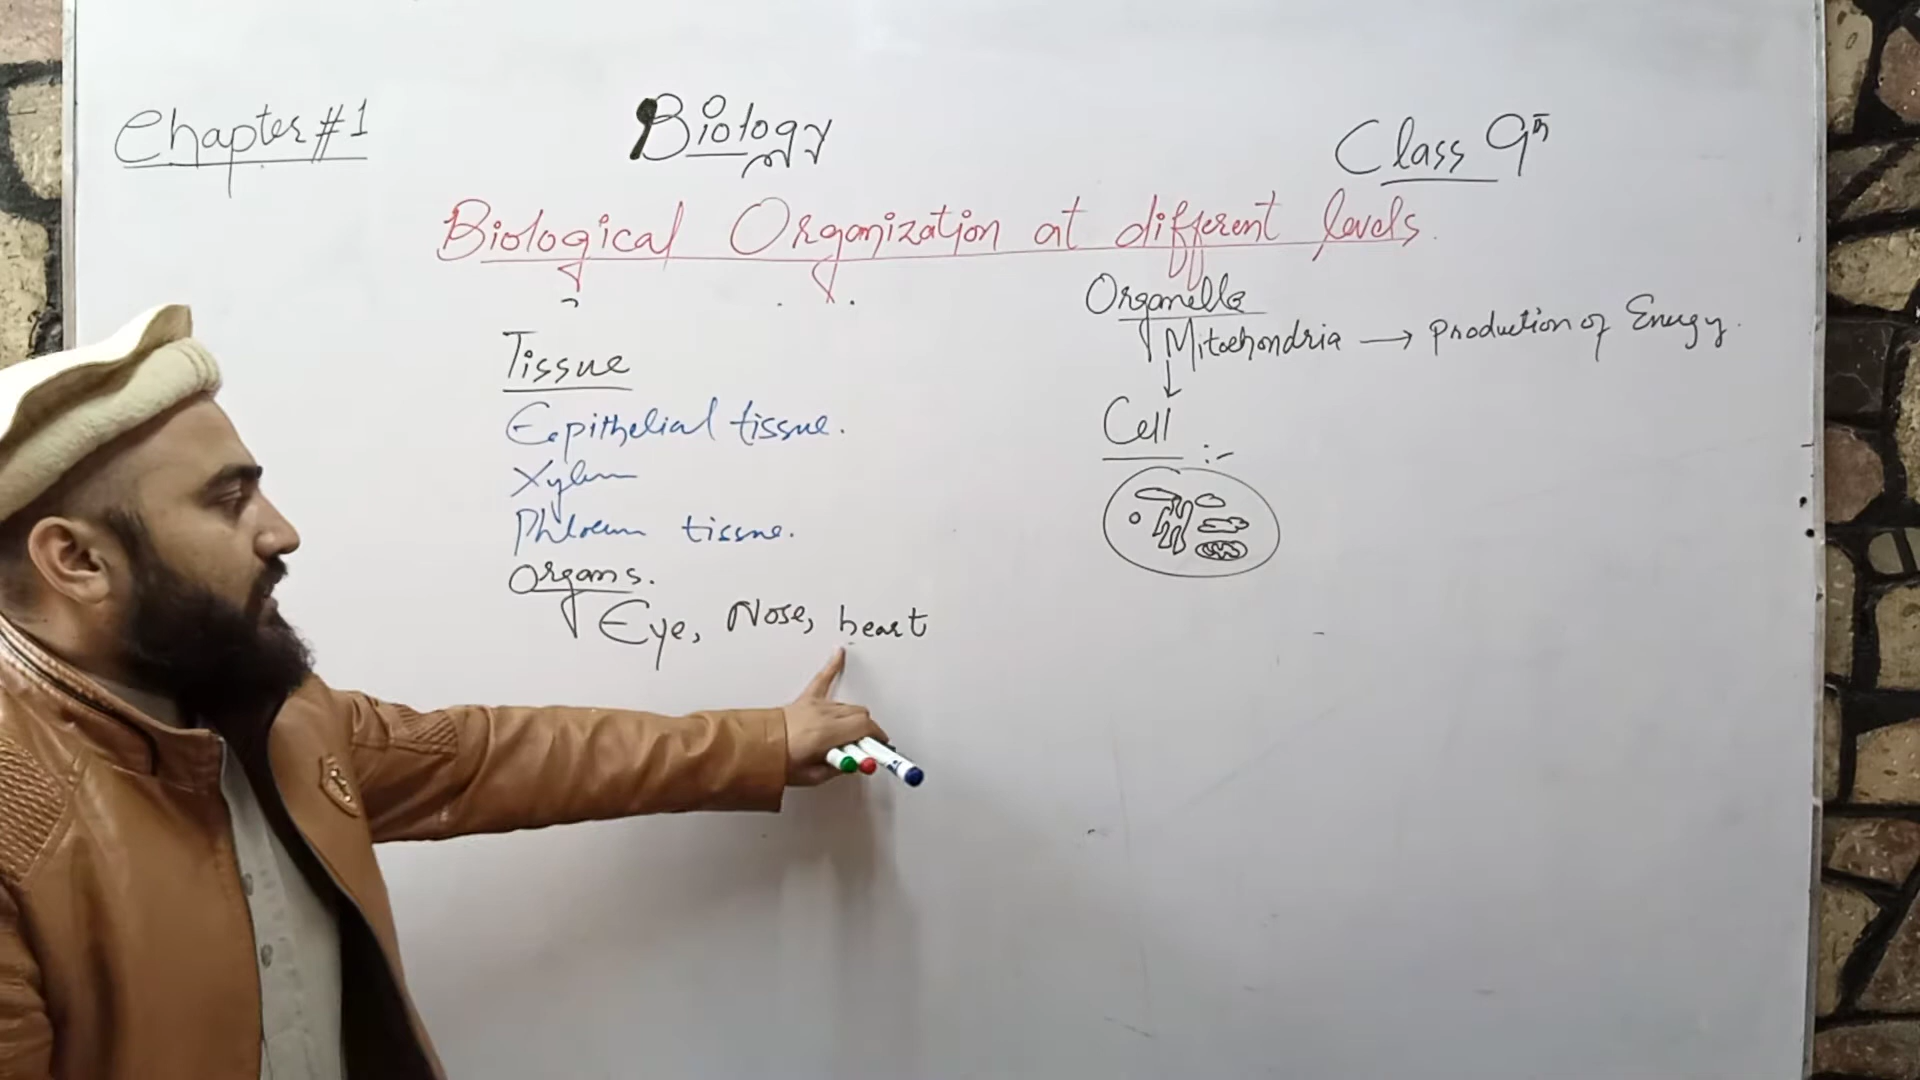 Chapter #1
Biology
Class 9th
Biological Organization at different levels.
Tissue
Epithelial tissue.
Xylem
Phloem tissue.
Organs.
Eye, Nose, heart
Organelle
Mitochondria → Production of Energy.
Cell :-